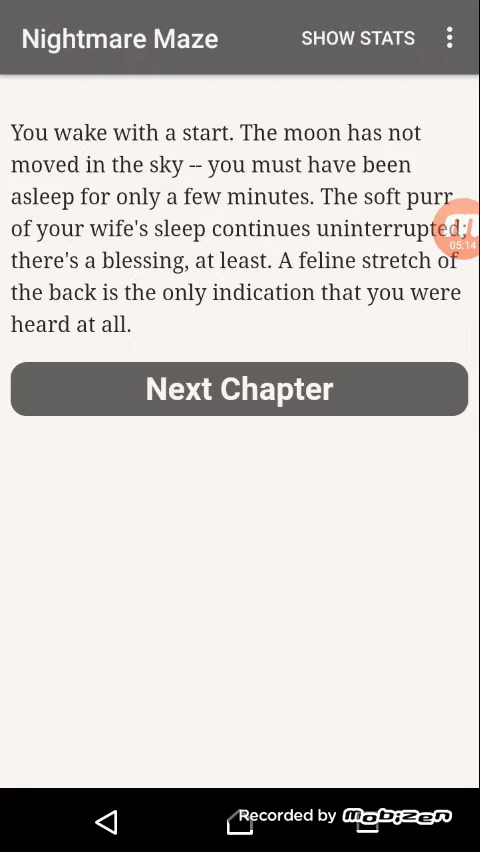 Nightmare Maze
SHOW STATS
You wake with a start. The moon has not
moved in the sky -- you must have been
asleep for only a few minutes. The soft purr
of your wife's sleep continues uninterrupted;
there's a blessing, at least. A feline stretch of
the back is the only indication that you were
heard at all.
05:14
Next Chapter
Recorded by Mobizen